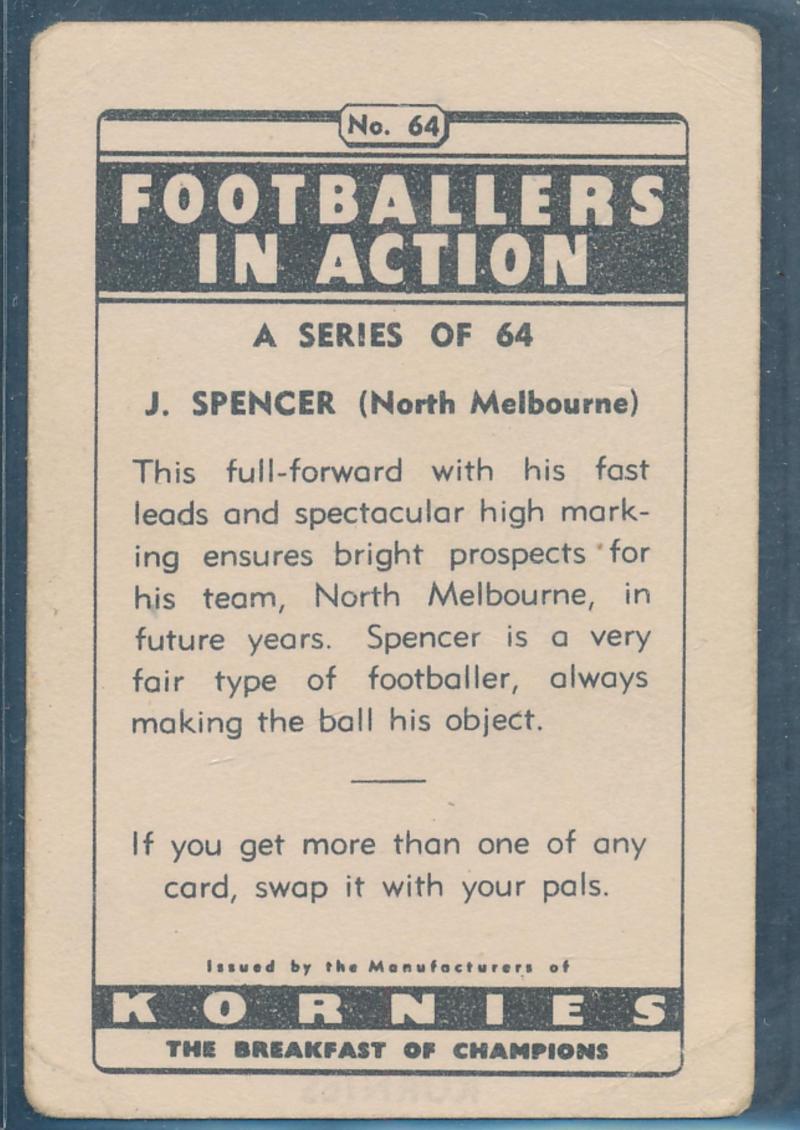 No. 64
FOOTBALLERS
IN ACTION
A SERIES OF 64
J. SPENCER (North Melbourne)
This full-forward with his fast
leads and spectacular high mark-
ing ensures bright prospects for
his team, North Melbourne, in
future years. Spencer is a very
fair type of footballer, always
making the ball his object.
If you get more than one of any
card, swap it with your pals.
Issued by the Manufacturers of
KORNIES
THE BREAKFAST OF CHAMPIONS